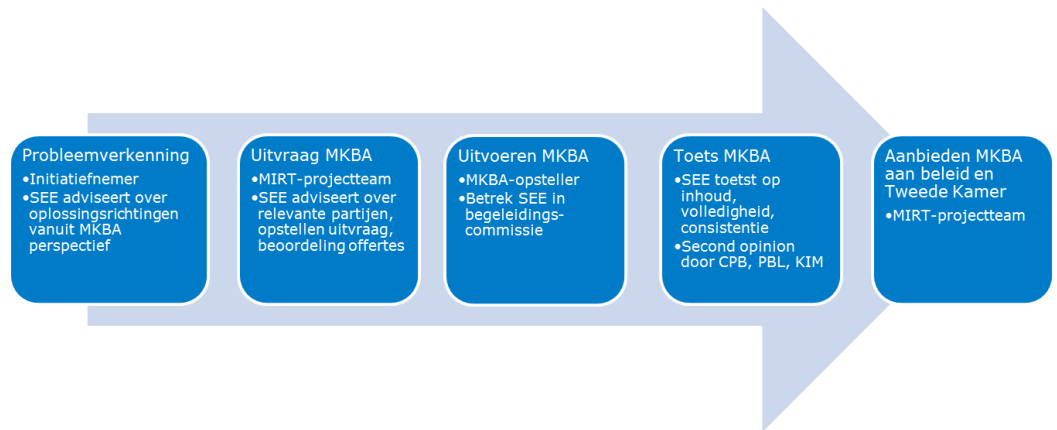 Probleemverkenning
•Initiatiefnemer
•SEE adviseert over
oplossingsrichtingen
vanuit MKBA
perspectief
Uitvraag MKBA
•MIRT-projectteam
•SEE adviseert over
relevante partijen,
opstellen uitvraag,
beoordeling offertes
Uitvoeren MKBA
•MKBA-opsteller
•Betrek SEE in
begeleidings-
commissie
Toets MKBA
•SEE toetst op
inhoud,
volledigheid,
consistentie
•Second opinion
door CPB, PBL, KIM
Aanbieden MKBA
aan beleid en
Tweede Kamer
•MIRT-projectteam